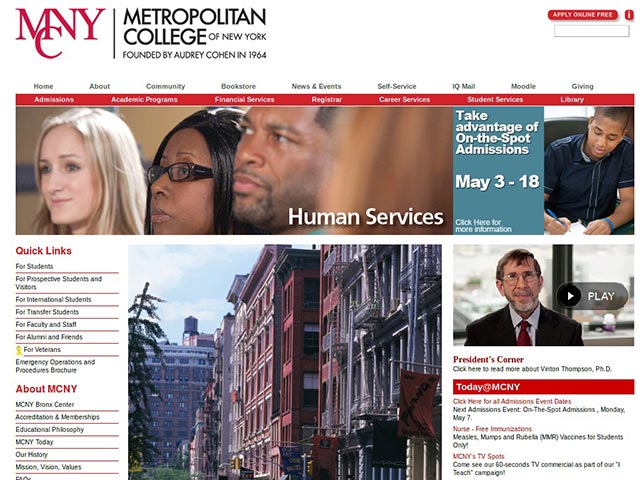 APPLY ONLINE FREE
i
MCNY
METROPOLITAN
COLLEGE OF NEW YORK
FOUNDED BY AUDREY COHEN IN 1964
Home About Community Bookstore News & Events Self-Service IQ Mail Moodle Giving
Admissions Academic Programs Financial Services Registrar Career Services Student Services Library
Human Services
Take
advantage of
On-the-Spot
Admissions
May 3 - 18
Click Here for
more information
Quick Links
For Students
For Prospective Students and
Visitors
For International Students
For Transfer Students
For Faculty and Staff
For Alumni and Friends
For Veterans
Emergency Operations and
Procedures Brochure
About MCNY
MCNY Bronx Center
Accreditation & Memberships
Educational Philosophy
MCNY Today
Our History
Mission, Vision, Values
FAQs
PLAY
President's Corner
Click here to read more about Vinton Thompson, Ph.D.
Today@MCNY
Click Here for all Admissions Event Dates
Next Admissions Event: On-The-Spot Admissions , Monday,
May 7.
Nurse - Free Immunizations
Measles, Mumps and Rubella (MMR) Vaccines for Students
Only!
MCNY's TV Spots
Come see our 60-seconds TV commercial as part of our "I
Teach" campaign!